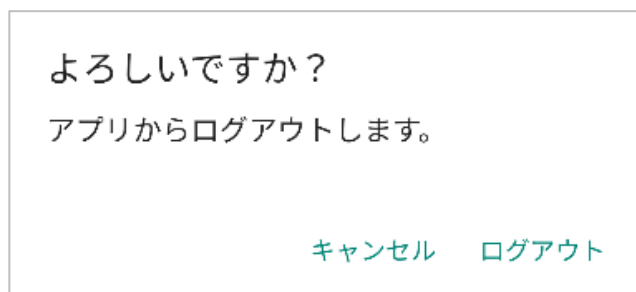 よろしいですか？
アプリからログアウトします。
キャンセル ログアウト